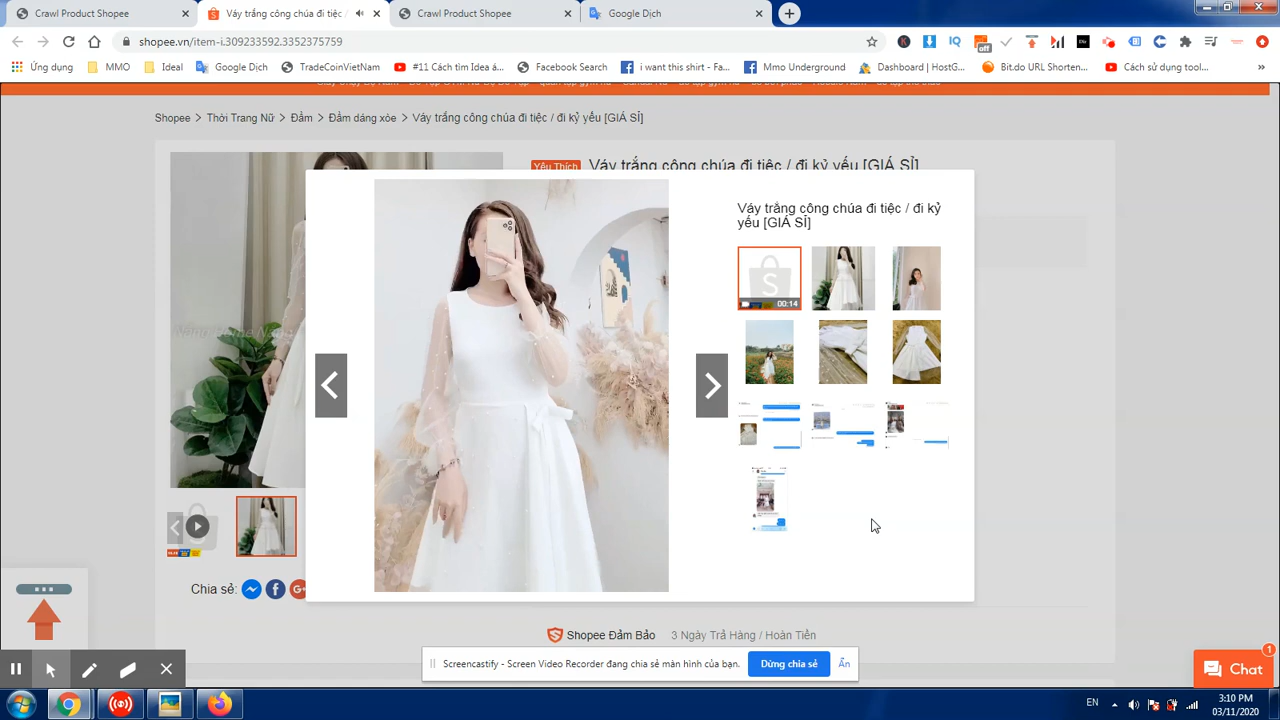 Crawl Product Shopee
Váy trắng công chúa đi tiệc
Crawl Product Shopee
Google Dịch
shopee.vn/item-i.309233592.3352375759
off
Ứng dụng
MMO
Ideal
Google Dịch
TradeCoinVietNam
#11 Cách tìm Idea á...
Facebook Search
i want this shirt - Fa...
Mmo Underground
Dashboard | HostG...
Bit.do URL Shorten...
Cách sử dụng tool...
Shopee > Thời Trang Nữ > Đầm > Đầm dáng xòe > Váy trắng công chúa đi tiệc / đi kỷ yếu [GIÁ SỈ]
Yêu Thích
Váy trắng công chúa đi tiệc / đi kỷ yếu [GIÁ SỈ]
Váy trắng công chúa đi tiệc / đi kỷ
yếu [GIÁ SỈ]
00:14
Chia sẻ:
Shopee Đảm Bảo
3 Ngày Trả Hàng / Hoàn Tiền
Screencastify - Screen Video Recorder đang chia sẻ màn hình của bạn.
Dừng chia sẻ
Ẩn
1
Chat
EN
3:10 PM
03/11/2020